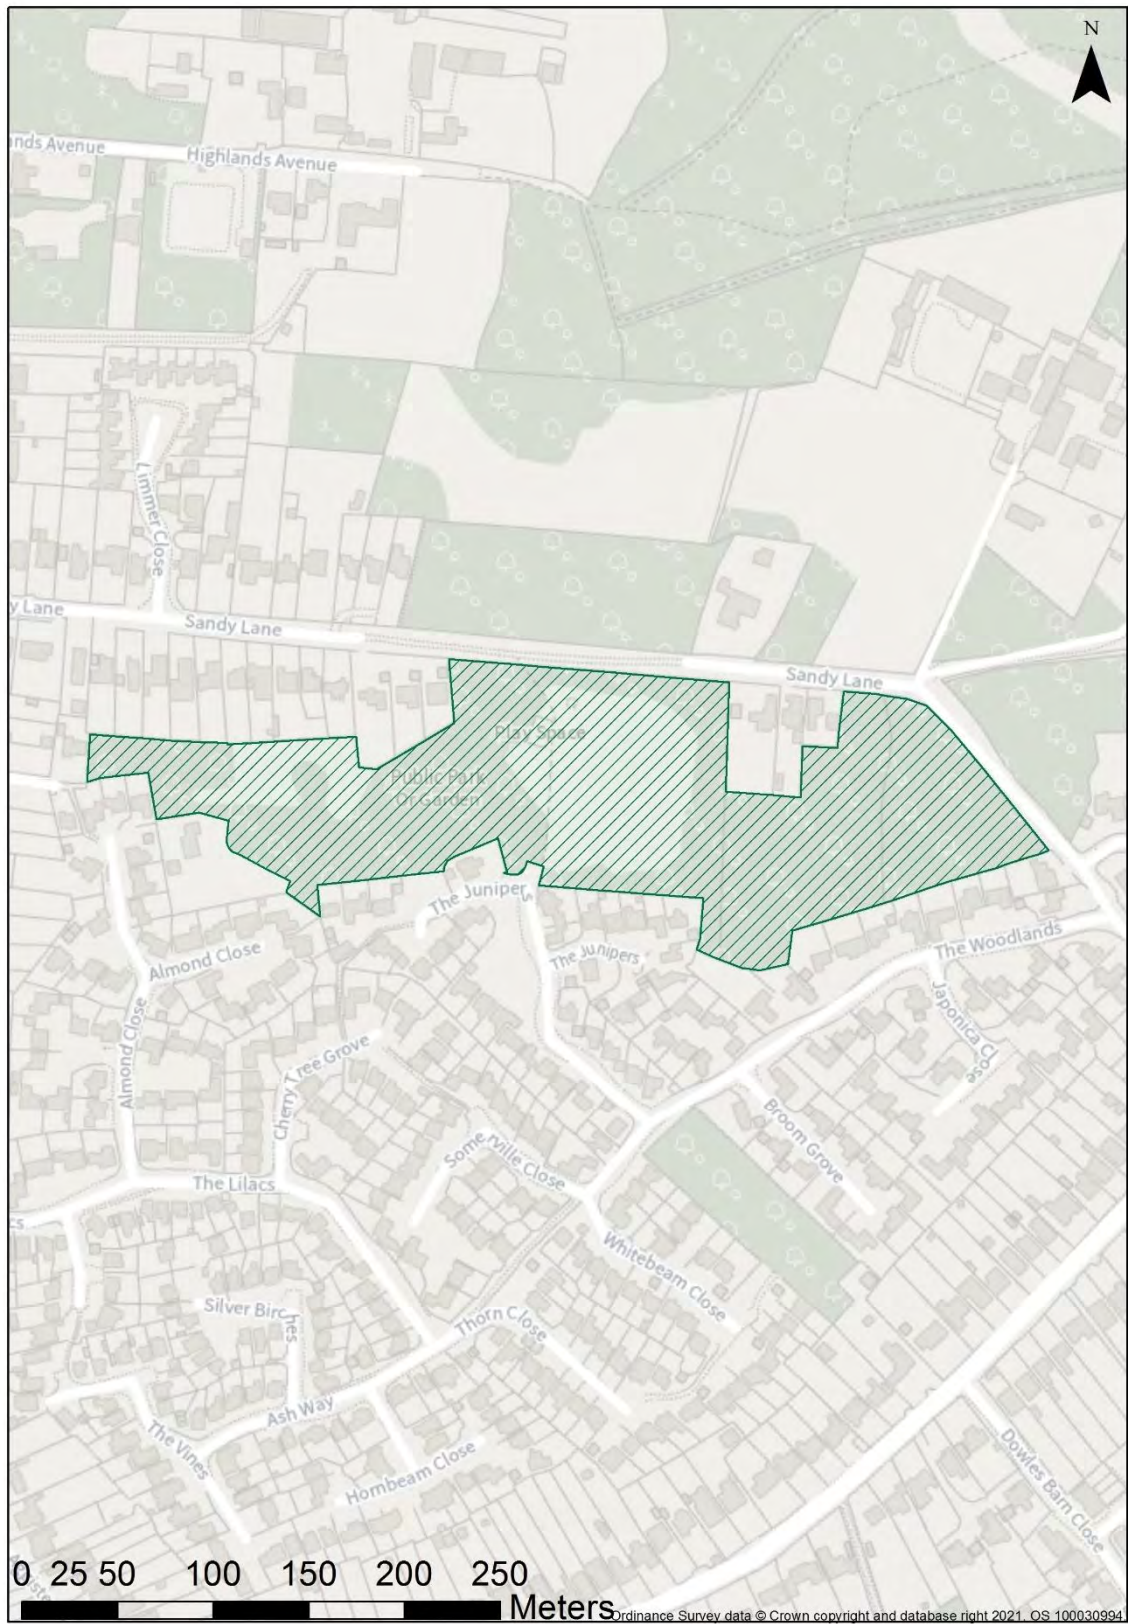 N
nds Avenue
Highlands Avenue
Limmer Close
y Lane
Sandy Lane
Sandy Lane
Play Space
Public Park
Or Garden
The Junipers
The Junipers
The Woodlands
Almond Close
Japonica Close
Almond Close
Cherry Tree Grove
Broom Grove
Somerville Close
The Lilacs
cs
Whitebeam Close
Silver Birches
Thorn Close
Ash Way
The Vines
Hornbeam Close
Dowles Barn Close
0 25 50 100 150 200 250
Meters
Ordinance Survey data © Crown copyright and database right 2021. OS 100030994